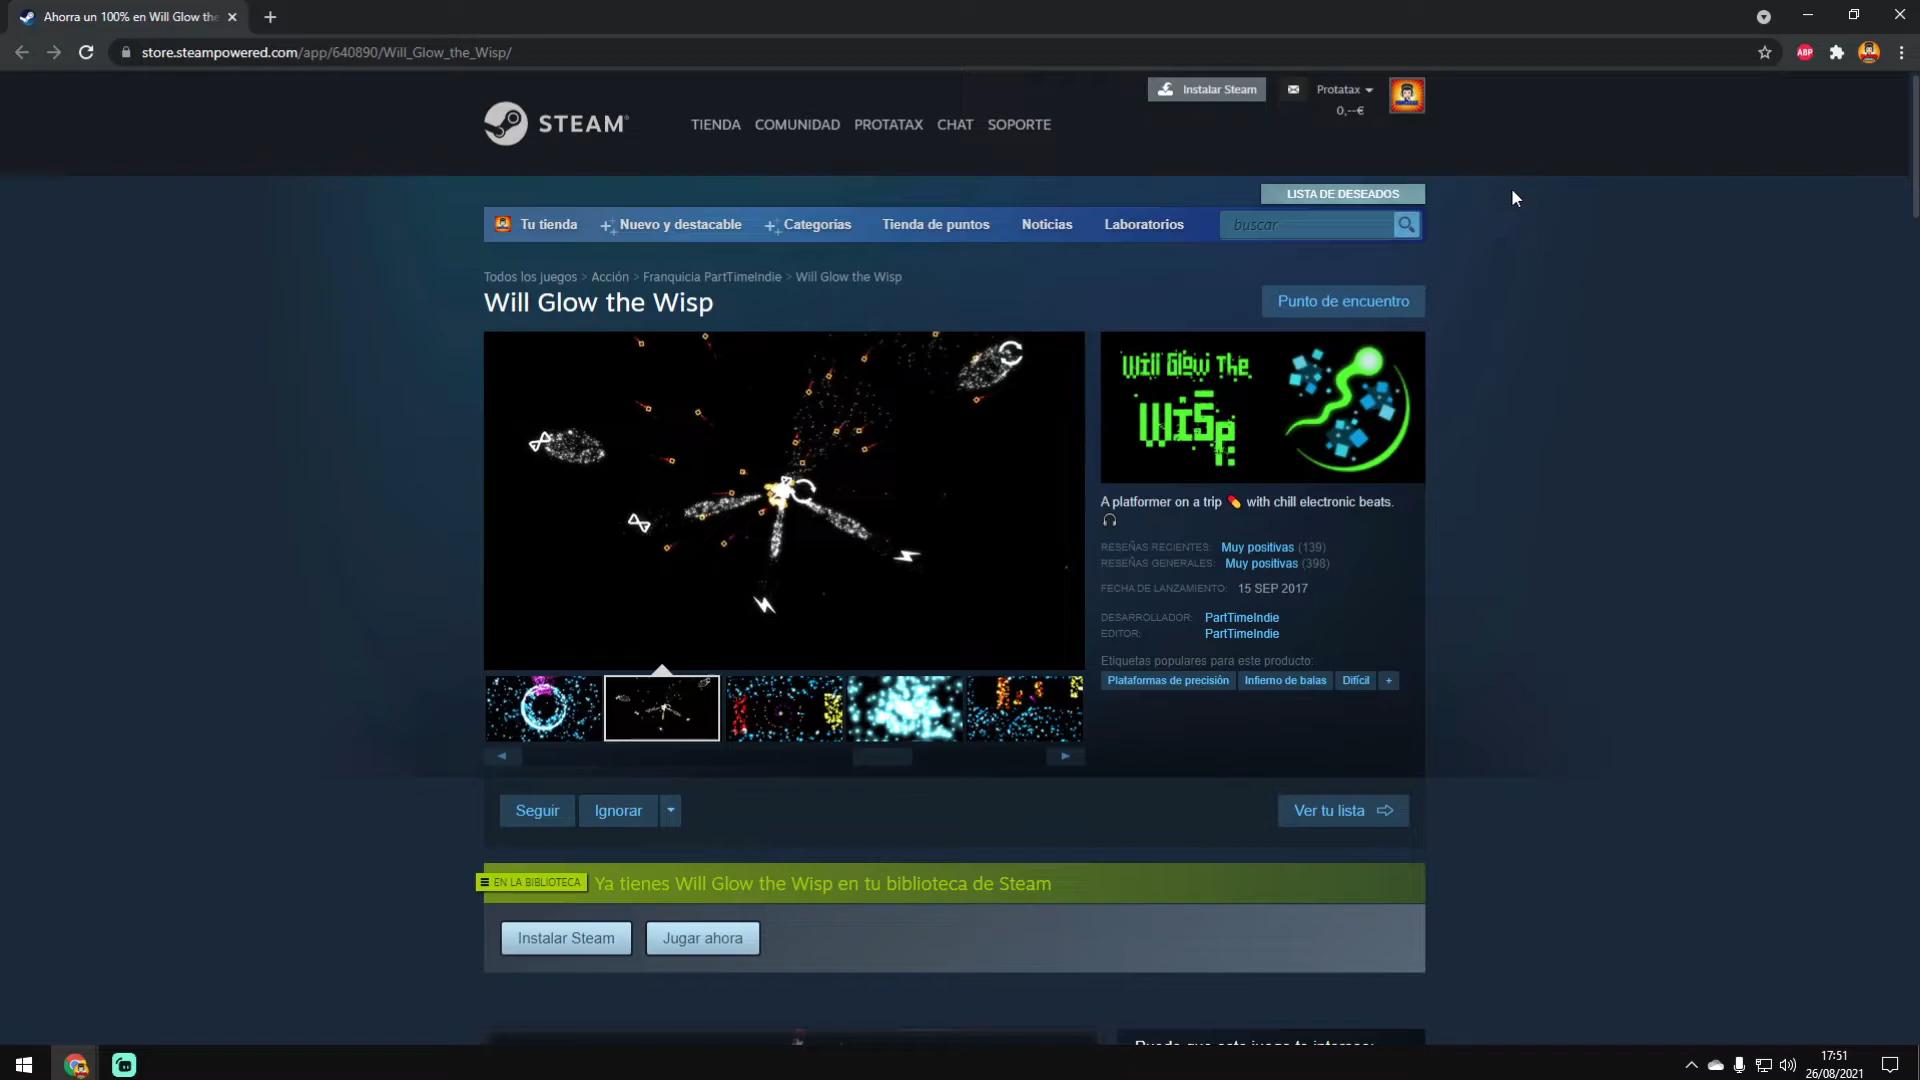 Ahorra un 100% en Will Glow the
store.steampowered.com/app/640890/Will_Glow_the_Wisp/
ABP
Instalar Steam
Protatax
0,--€
STEAM®
TIENDA COMUNIDAD PROTATAX CHAT SOPORTE
LISTA DE DESEADOS
Tu tienda Nuevo y destacable Categorías Tienda de puntos Noticias Laboratorios buscar
Todos los juegos > Acción > Franquicia PartTimeIndie > Will Glow the Wisp
Will Glow the Wisp
Punto de encuentro
Will Glow The
Wisp
A platformer on a trip 💊 with chill electronic beats.
🎧
RESEÑAS RECIENTES: Muy positivas (139)
RESEÑAS GENERALES: Muy positivas (398)
FECHA DE LANZAMIENTO: 15 SEP 2017
DESARROLLADOR: PartTimeIndie
EDITOR: PartTimeIndie
Etiquetas populares para este producto:
Plataformas de precisión Infierno de balas Difícil +
Seguir Ignorar Ver tu lista
EN LA BIBLIOTECA Ya tienes Will Glow the Wisp en tu biblioteca de Steam
Instalar Steam Jugar ahora
17:51
26/08/2021